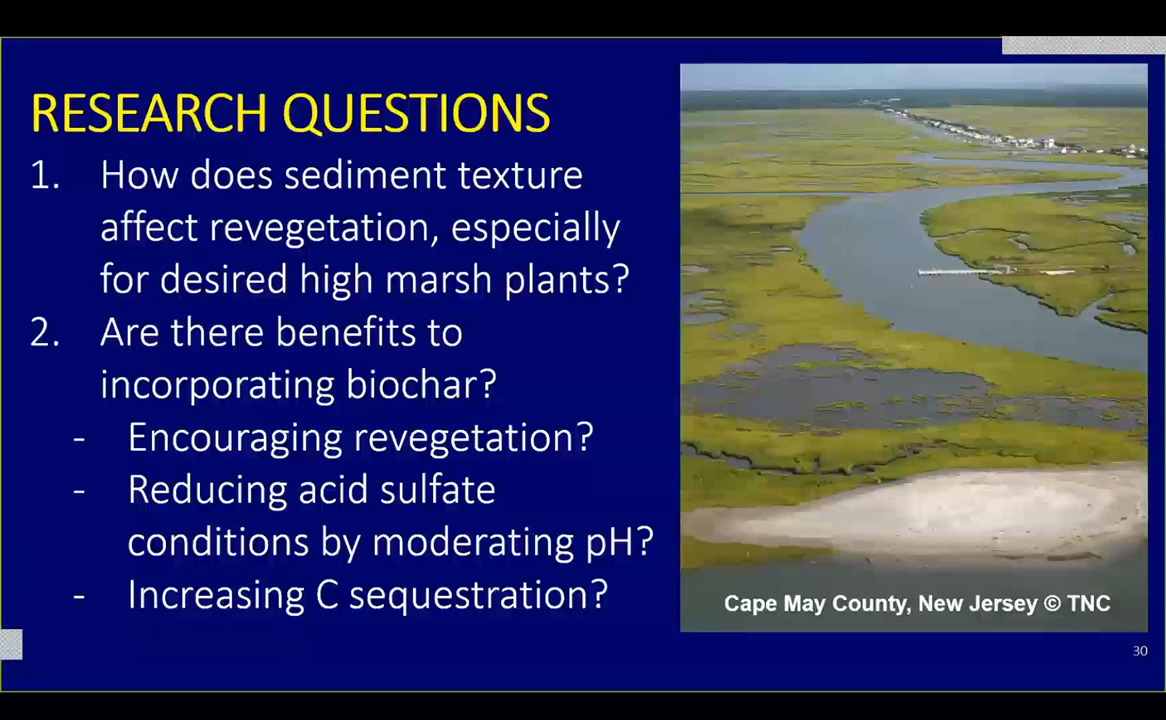 RESEARCH QUESTIONS
1. How does sediment texture
affect revegetation, especially
for desired high marsh plants?
2. Are there benefits to
incorporating biochar?
- Encouraging revegetation?
- Reducing acid sulfate
conditions by moderating pH?
- Increasing C sequestration?
Cape May County, New Jersey © TNC
30